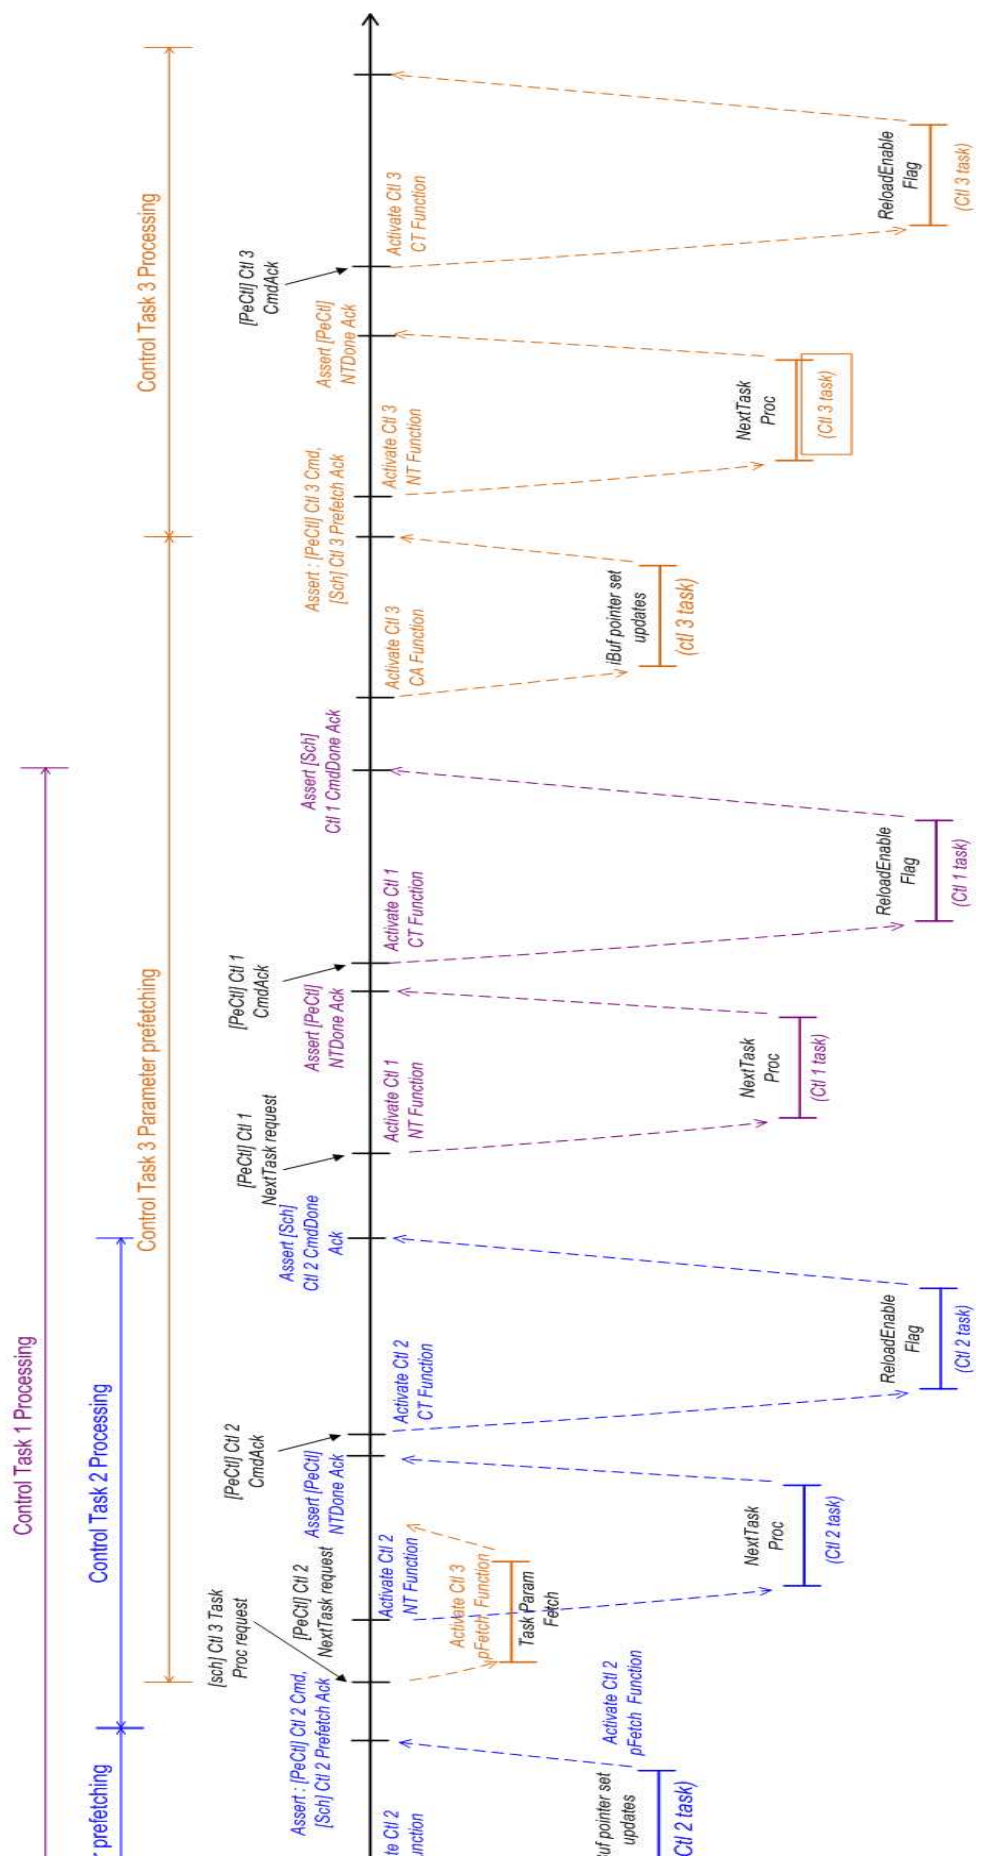 Control Task 1 Processing
r prefetching
Control Task 2 Processing
Control Task 3 Parameter prefetching
Control Task 3 Processing
[sch] Ctl 3 Task
Proc request
[PeCtl] Ctl 2
NextTask request
[PeCtl] Ctl 2
CmdAck
[PeCtl] Ctl 1
NextTask request
[PeCtl] Ctl 1
CmdAck
[PeCtl] Ctl 3
CmdAck
Assert : [PeCtl] Ctl 2 Cmd,
[Sch] Ctl 2 Prefetch Ack
Assert [PeCtl]
NTDone Ack
Assert [Sch]
Ctl 2 CmdDone
Ack
Assert [PeCtl]
NTDone Ack
Assert [Sch]
Ctl 1 CmdDone Ack
Assert : [PeCtl] Ctl 3 Cmd,
[Sch] Ctl 3 Prefetch Ack
Assert [PeCtl]
NTDone Ack
te Ctl 2
unction
Activate Ctl 2
NT Function
Activate Ctl 2
CT Function
Activate Ctl 1
NT Function
Activate Ctl 1
CT Function
Activate Ctl 3
CA Function
Activate Ctl 3
NT Function
Activate Ctl 3
CT Function
Activate Ctl 3
pFetch Function
Task Param
Fetch
Activate Ctl 2
pFetch Function
uf pointer set
updates
Ctl 2 task)
iBuf pointer set
updates
(ctl 3 task)
NextTask
Proc
(Ctl 2 task)
NextTask
Proc
(Ctl 1 task)
NextTask
Proc
(Ctl 3 task)
ReloadEnable
Flag
(Ctl 2 task)
ReloadEnable
Flag
(Ctl 1 task)
ReloadEnable
Flag
(Ctl 3 task)